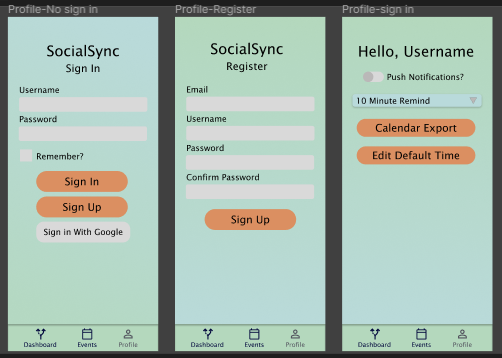 Profile-No sign in
SocialSync
Sign In
Username
Password
Remember?
Sign In
Sign Up
Sign in With Google
Dashboard
Events
Profile
Profile-Register
SocialSync
Register
Email
Username
Password
Confirm Password
Sign Up
Dashboard
Events
Profile
Profile-sign in
Hello, Username
Push Notifications?
10 Minute Remind
Calendar Export
Edit Default Time
Dashboard
Events
Profile